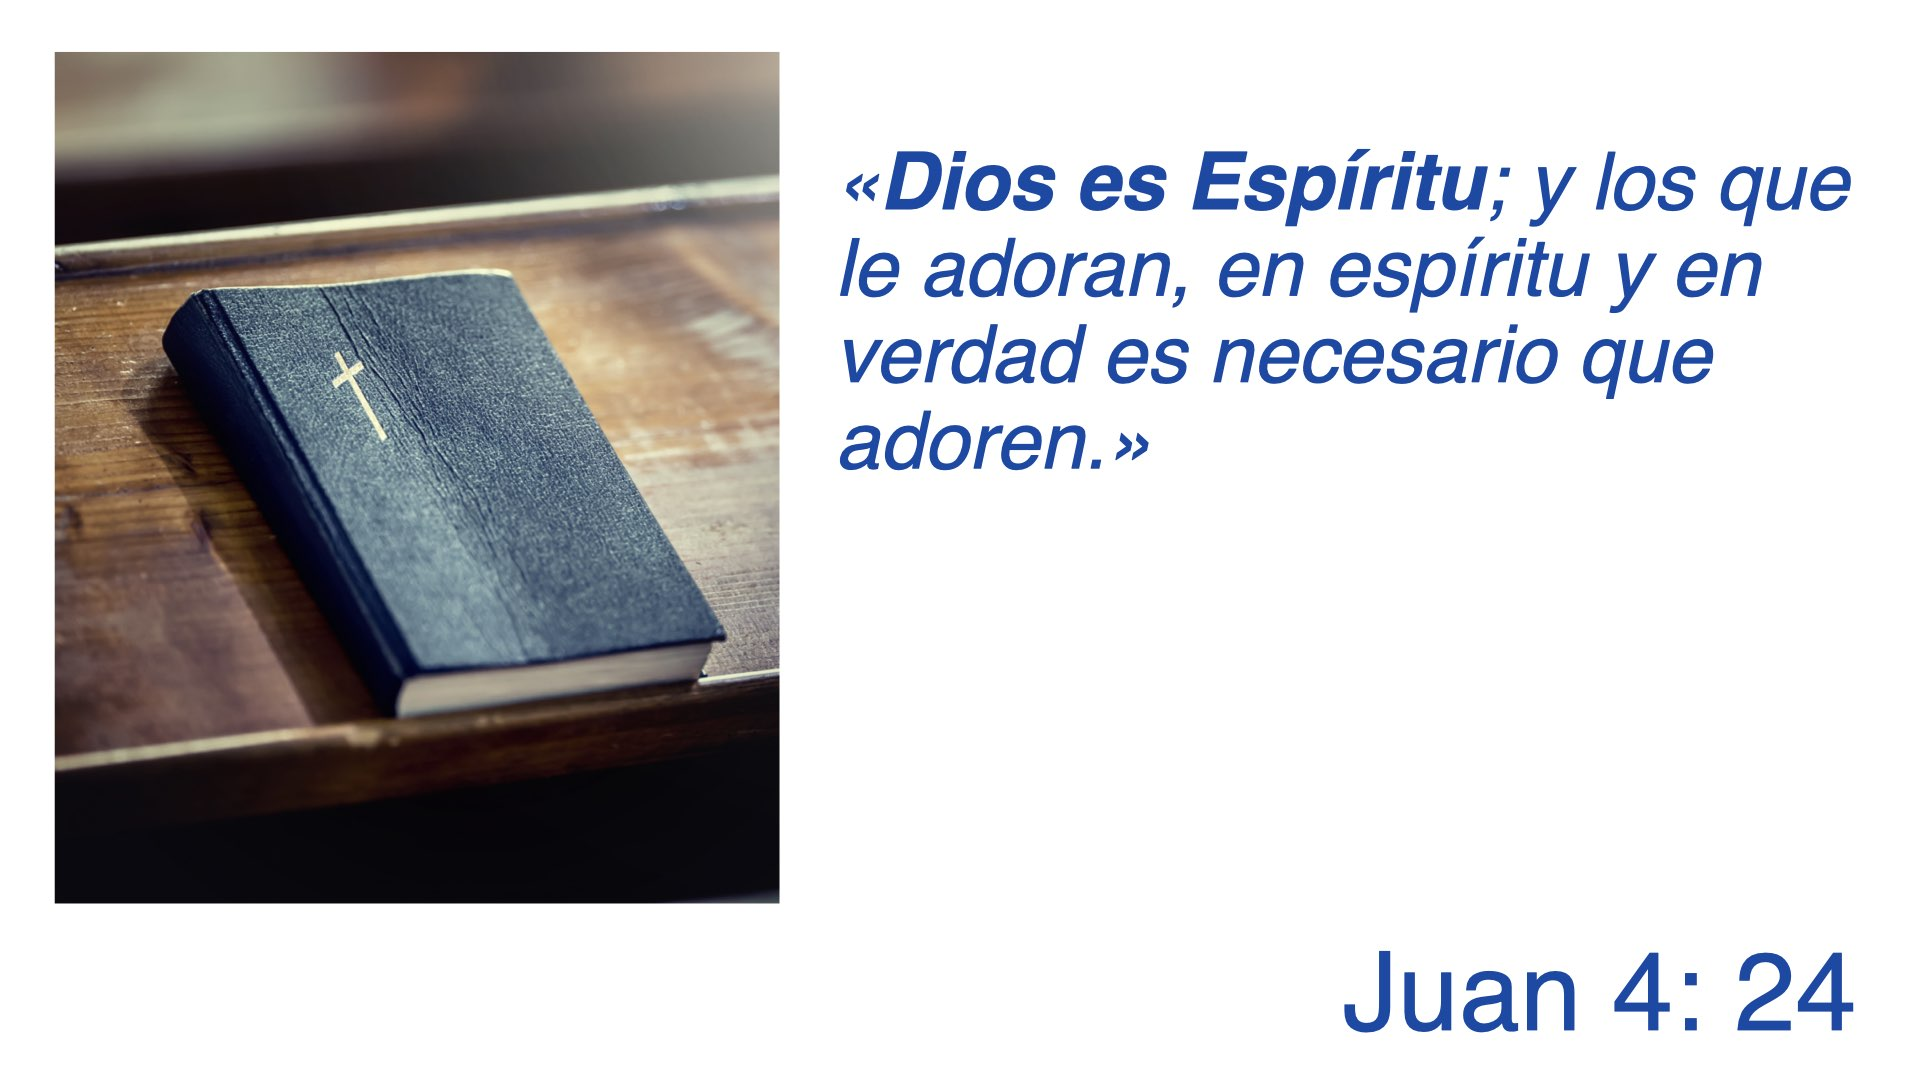 «Dios es Espíritu; y los que
le adoran, en espíritu y en
verdad es necesario que
adoren.»
Juan 4: 24